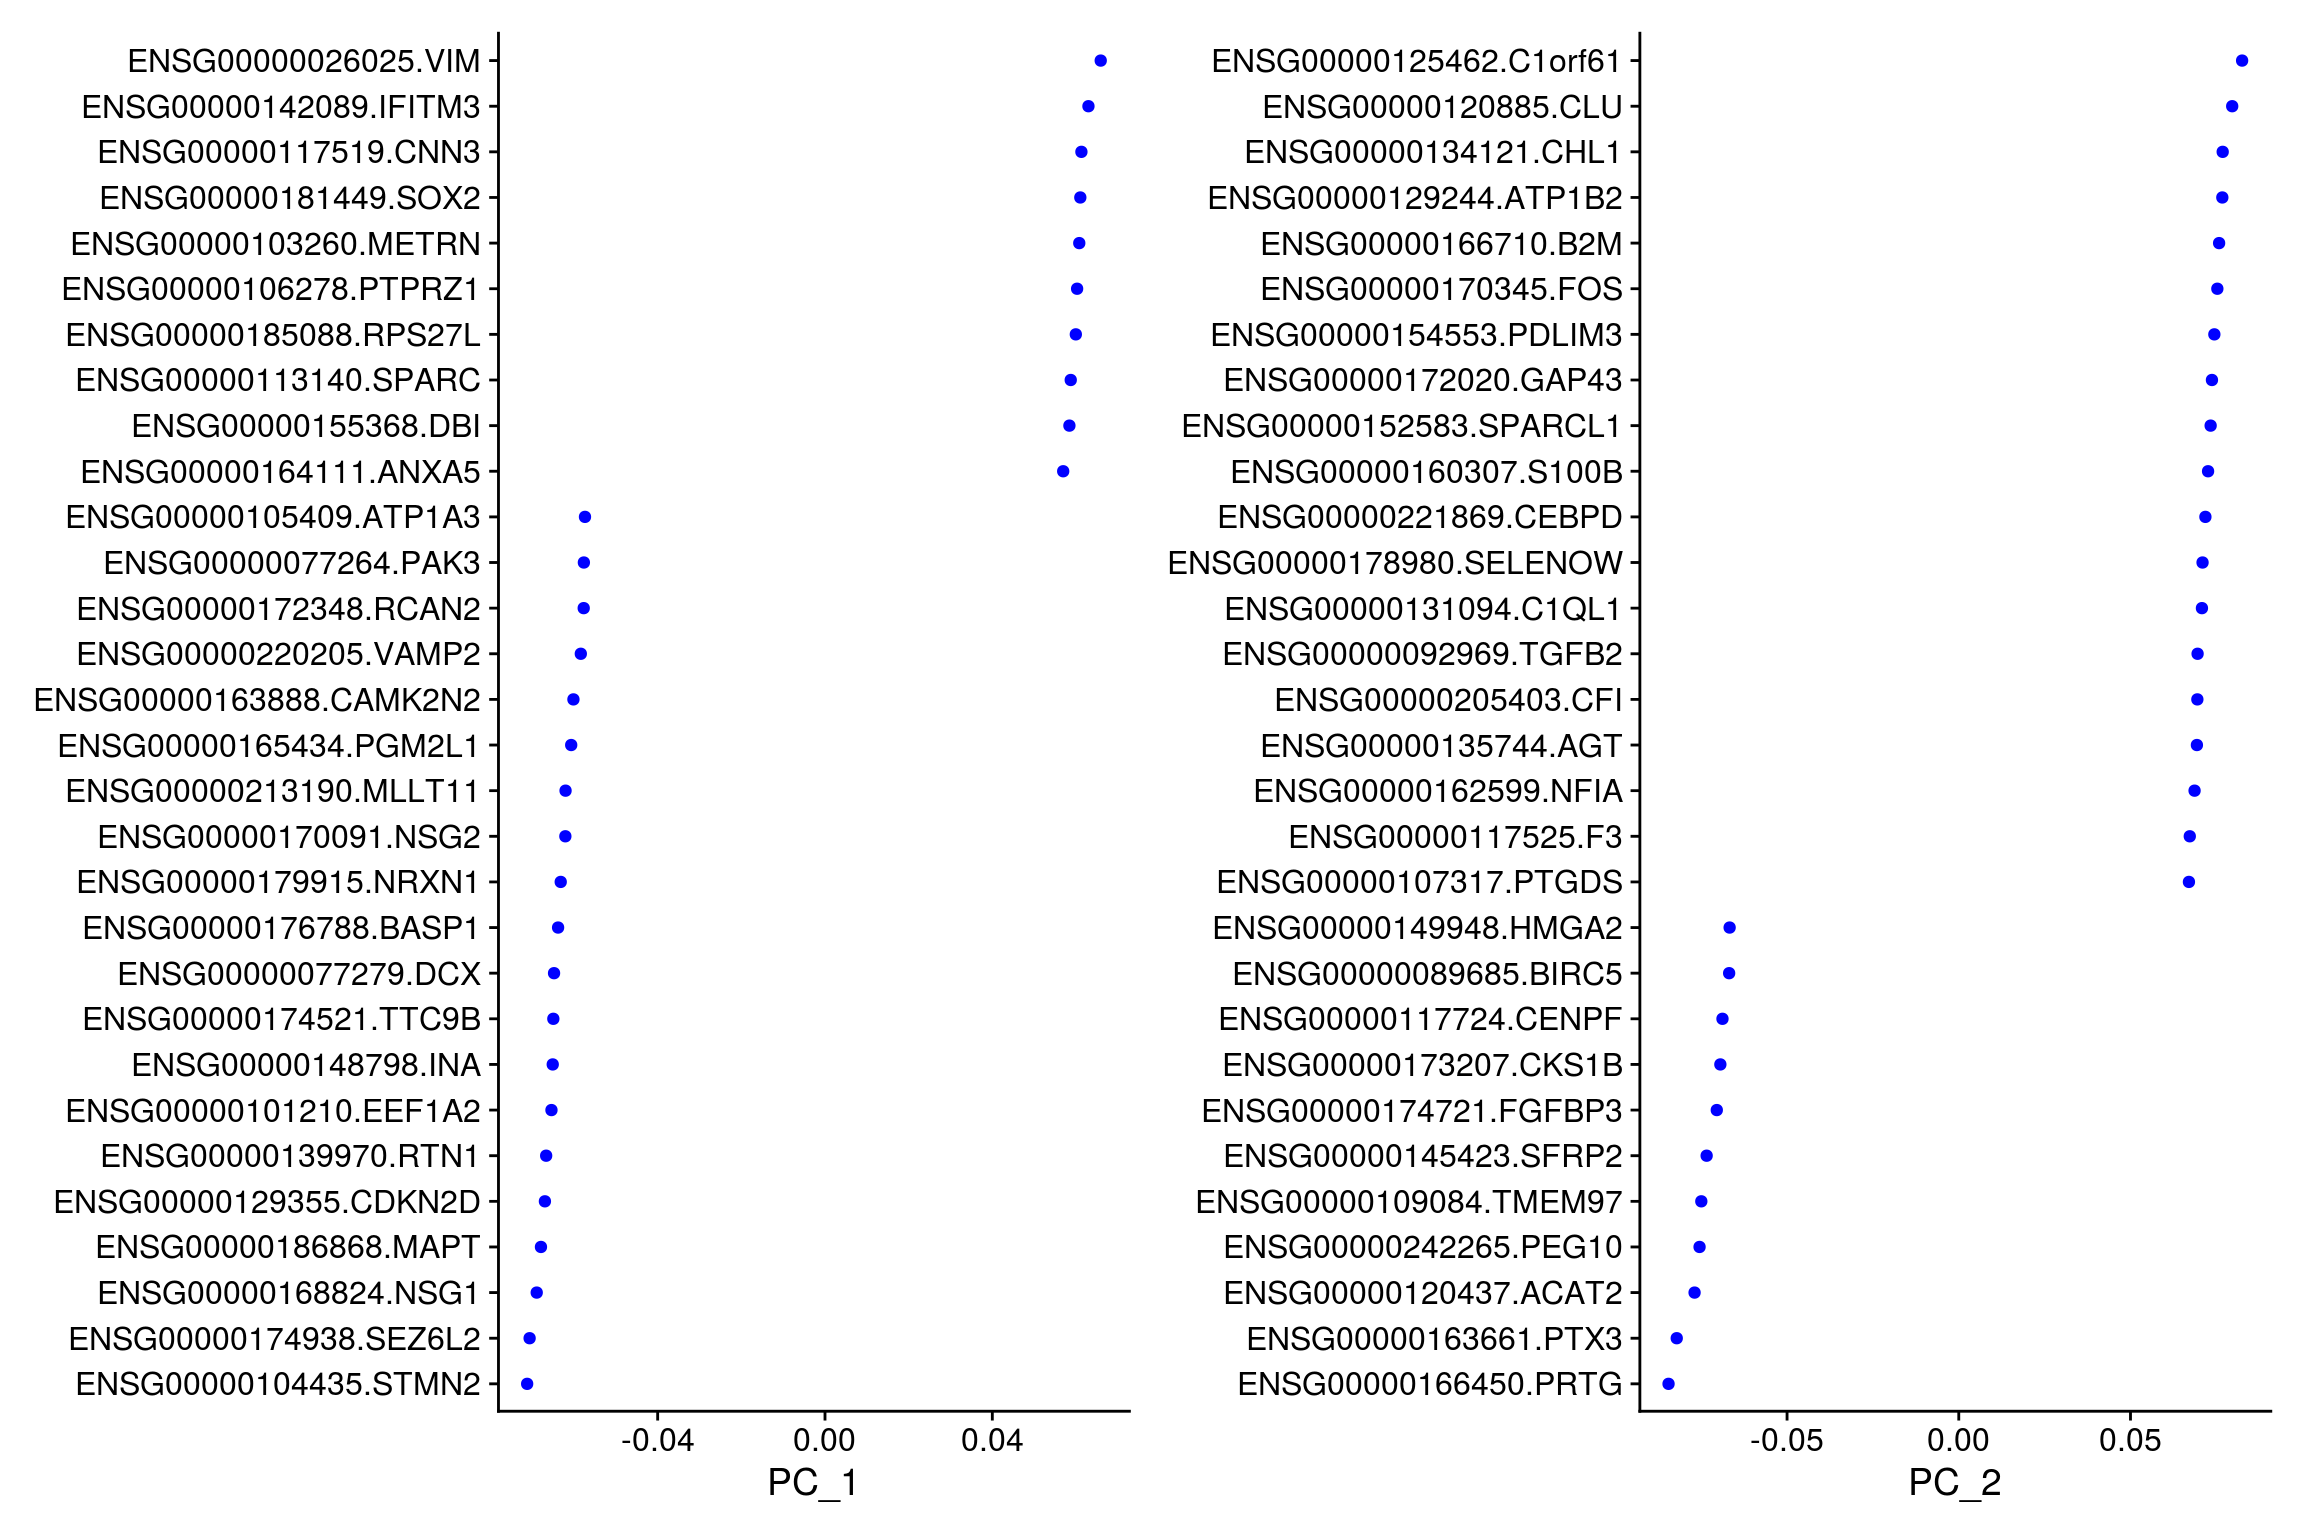 ENSG00000026025.VIM
ENSG00000142089.IFITM3
ENSG00000117519.CNN3
ENSG00000181449.SOX2
ENSG00000103260.METRN
ENSG00000106278.PTPRZ1
ENSG00000185088.RPS27L
ENSG00000113140.SPARC
ENSG00000155368.DBI
ENSG00000164111.ANXA5
ENSG00000105409.ATP1A3
ENSG00000077264.PAK3
ENSG00000172348.RCAN2
ENSG00000220205.VAMP2
ENSG00000163888.CAMK2N2
ENSG00000165434.PGM2L1
ENSG00000213190.MLLT11
ENSG00000170091.NSG2
ENSG00000179915.NRXN1
ENSG00000176788.BASP1
ENSG00000077279.DCX
ENSG00000174521.TTC9B
ENSG00000148798.INA
ENSG00000101210.EEF1A2
ENSG00000139970.RTN1
ENSG00000129355.CDKN2D
ENSG00000186868.MAPT
ENSG00000168824.NSG1
ENSG00000174938.SEZ6L2
ENSG00000104435.STMN2
-0.04 0.00 0.04
PC_1
ENSG00000125462.C1orf61
ENSG00000120885.CLU
ENSG00000134121.CHL1
ENSG00000129244.ATP1B2
ENSG00000166710.B2M
ENSG00000170345.FOS
ENSG00000154553.PDLIM3
ENSG00000172020.GAP43
ENSG00000152583.SPARCL1
ENSG00000160307.S100B
ENSG00000221869.CEBPD
ENSG00000178980.SELENOW
ENSG00000131094.C1QL1
ENSG00000092969.TGFB2
ENSG00000205403.CFI
ENSG00000135744.AGT
ENSG00000162599.NFIA
ENSG00000117525.F3
ENSG00000107317.PTGDS
ENSG00000149948.HMGA2
ENSG00000089685.BIRC5
ENSG00000117724.CENPF
ENSG00000173207.CKS1B
ENSG00000174721.FGFBP3
ENSG00000145423.SFRP2
ENSG00000109084.TMEM97
ENSG00000242265.PEG10
ENSG00000120437.ACAT2
ENSG00000163661.PTX3
ENSG00000166450.PRTG
-0.05 0.00 0.05
PC_2